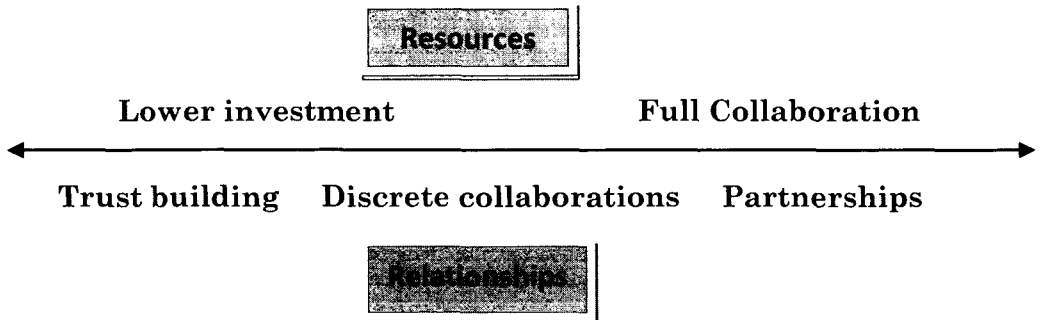 Resources
Lower investment Full Collaboration
Trust building Discrete collaborations Partnerships
Relationships